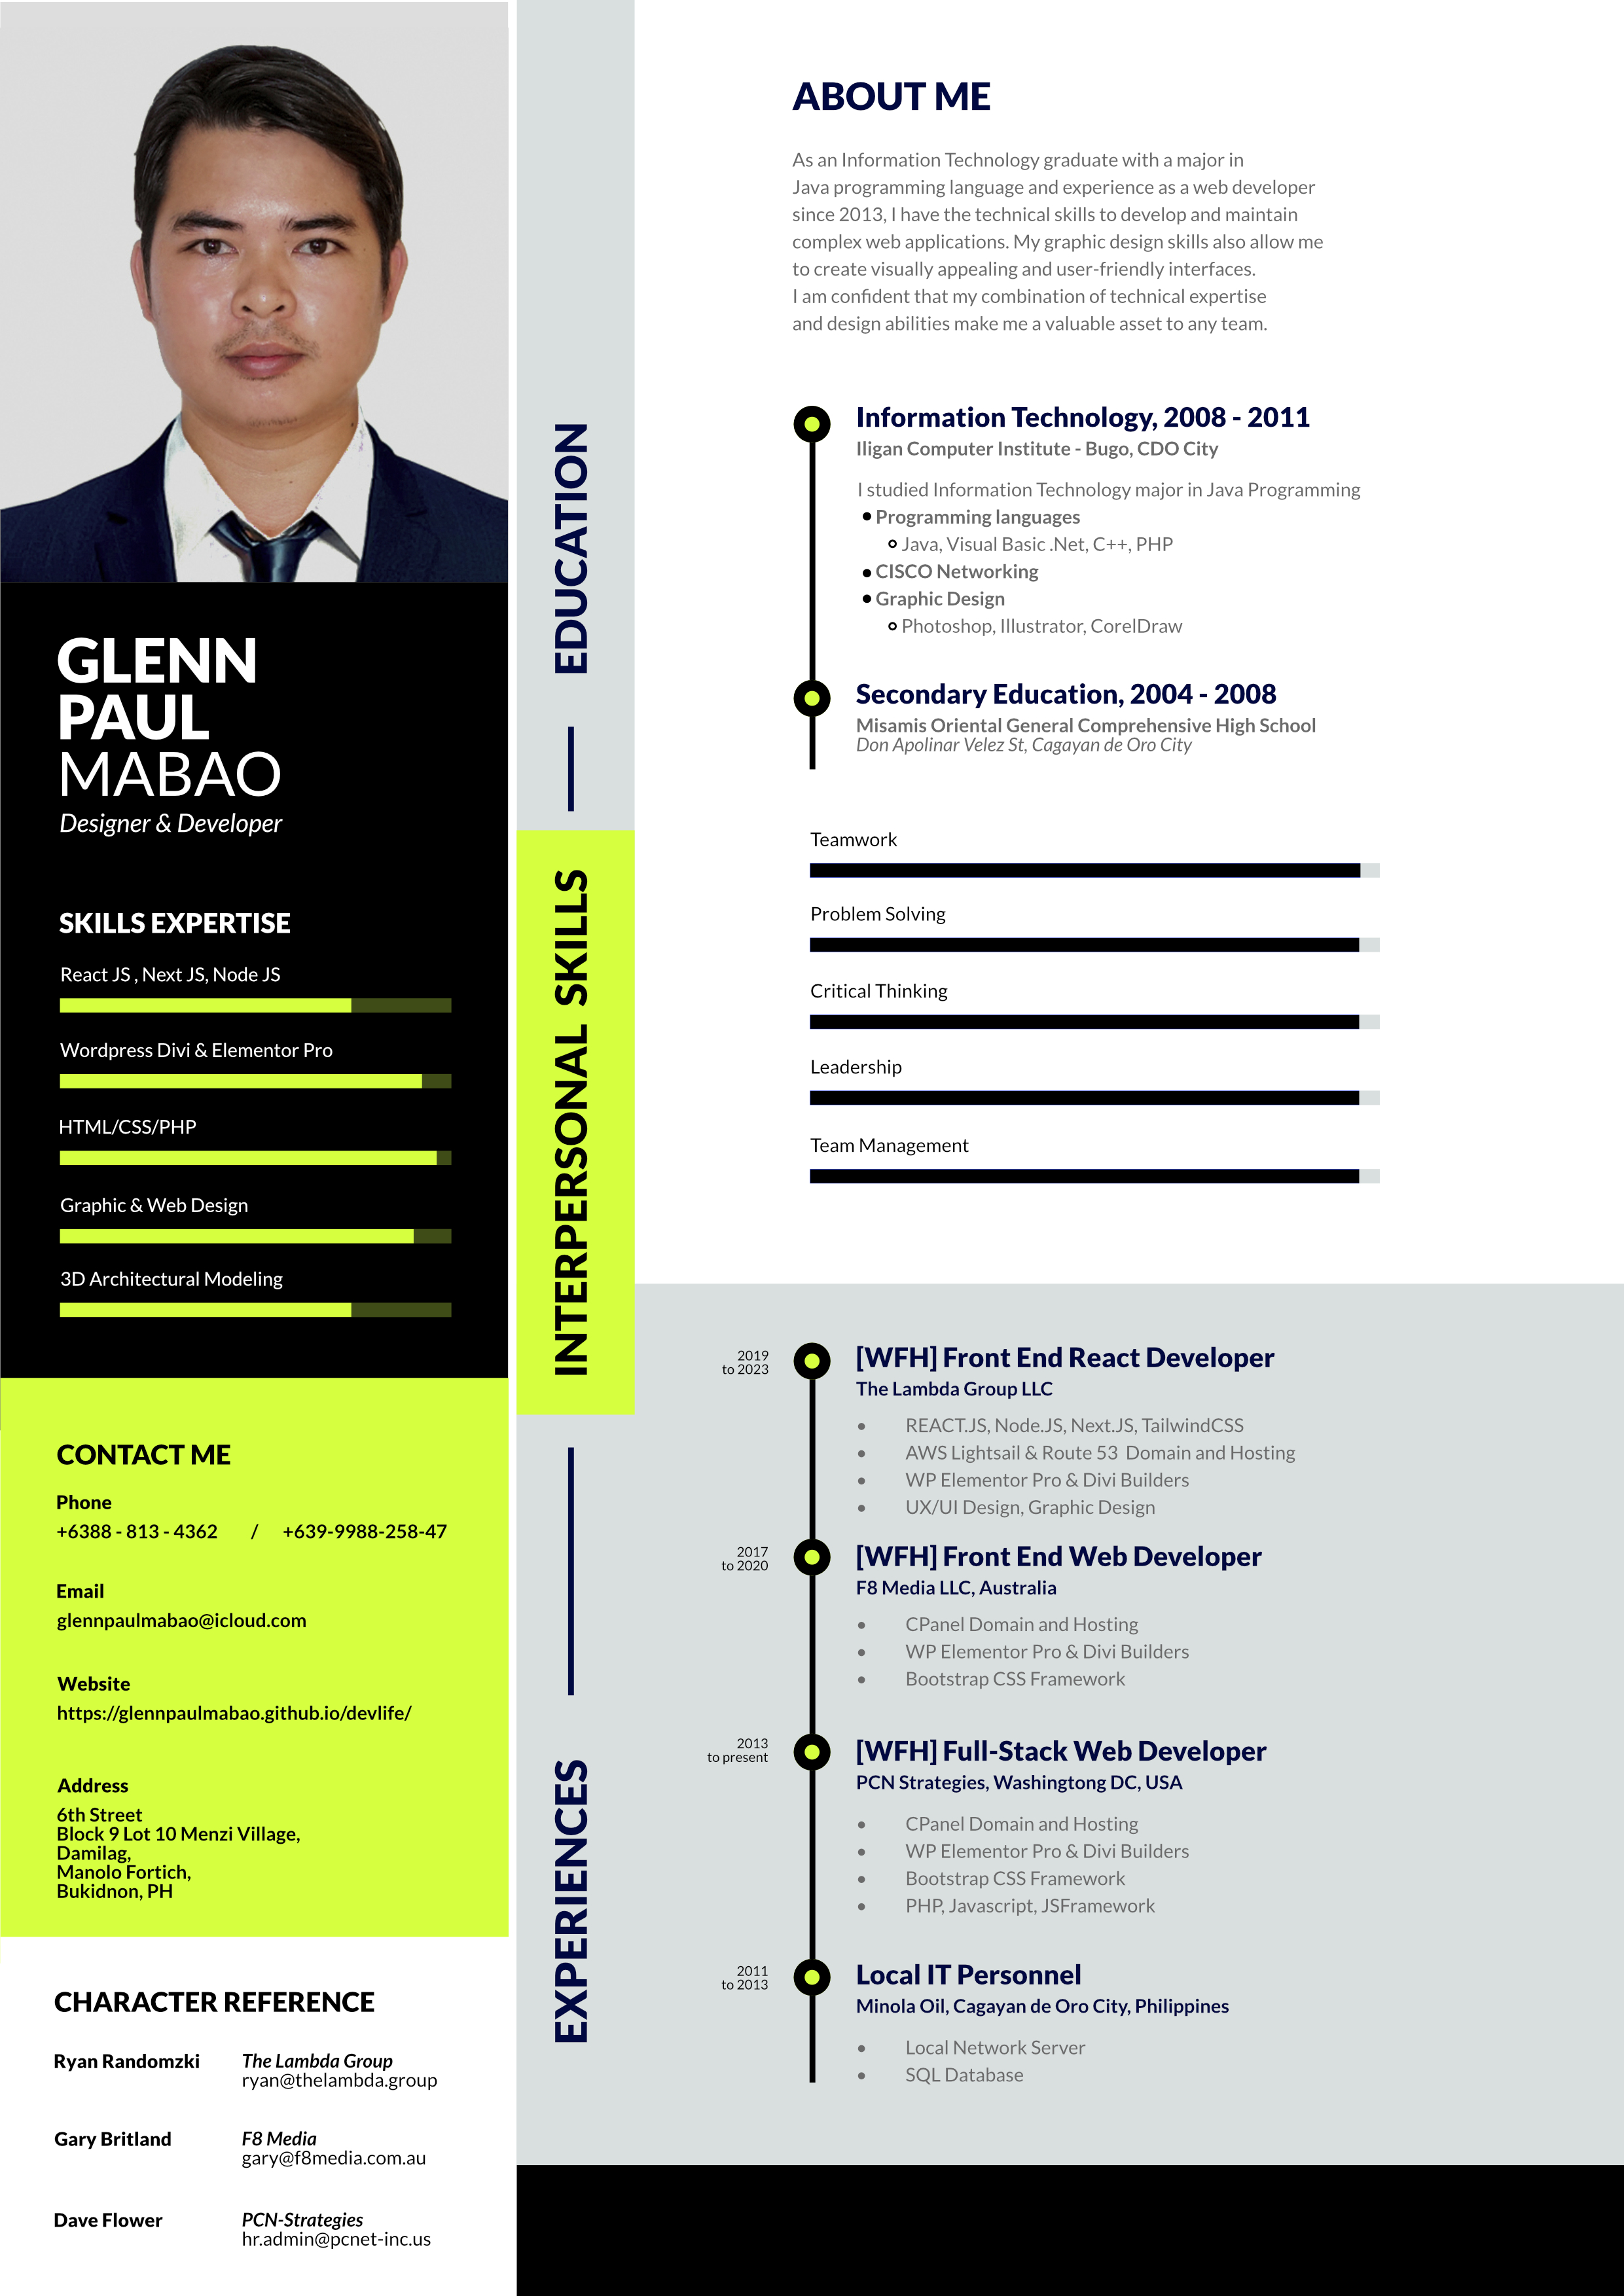 GLENN
PAUL
MABAO
Designer & Developer
SKILLS EXPERTISE
React JS , Next JS, Node JS
Wordpress Divi & Elementor Pro
HTML/CSS/PHP
Graphic & Web Design
3D Architectural Modeling
CONTACT ME
Phone
+6388 - 813 - 4362 / +639-9988-258-47
Email
glennpaulmabao@icloud.com
Website
https://glennpaulmabao.github.io/devlife/
Address
6th Street
Block 9 Lot 10 Menzi Village,
Damilag,
Manolo Fortich,
Bukidnon, PH
CHARACTER REFERENCE
Ryan Randomzki The Lambda Group
ryan@thelambda.group
Gary Britland F8 Media
gary@f8media.com.au
Dave Flower PCN-Strategies
hr.admin@pcnet-inc.us
ABOUT ME
As an Information Technology graduate with a major in
Java programming language and experience as a web developer
since 2013, I have the technical skills to develop and maintain
complex web applications. My graphic design skills also allow me
to create visually appealing and user-friendly interfaces.
I am confident that my combination of technical expertise
and design abilities make me a valuable asset to any team.
EDUCATION
Information Technology, 2008 - 2011
Iligan Computer Institute - Bugo, CDO City
I studied Information Technology major in Java Programming
Programming languages
Java, Visual Basic .Net, C++, PHP
CISCO Networking
Graphic Design
Photoshop, Illustrator, CorelDraw
Secondary Education, 2004 - 2008
Misamis Oriental General Comprehensive High School
Don Apolinar Velez St, Cagayan de Oro City
INTERPERSONAL SKILLS
Teamwork
Problem Solving
Critical Thinking
Leadership
Team Management
EXPERIENCES
2019
to 2023
[WFH] Front End React Developer
The Lambda Group LLC
• REACT.JS, Node.JS, Next.JS, TailwindCSS
• AWS Lightsail & Route 53 Domain and Hosting
• WP Elementor Pro & Divi Builders
• UX/UI Design, Graphic Design
2017
to 2020
[WFH] Front End Web Developer
F8 Media LLC, Australia
• CPanel Domain and Hosting
• WP Elementor Pro & Divi Builders
• Bootstrap CSS Framework
2013
to present
[WFH] Full-Stack Web Developer
PCN Strategies, Washingtong DC, USA
• CPanel Domain and Hosting
• WP Elementor Pro & Divi Builders
• Bootstrap CSS Framework
• PHP, Javascript, JSFramework
2011
to 2013
Local IT Personnel
Minola Oil, Cagayan de Oro City, Philippines
• Local Network Server
• SQL Database